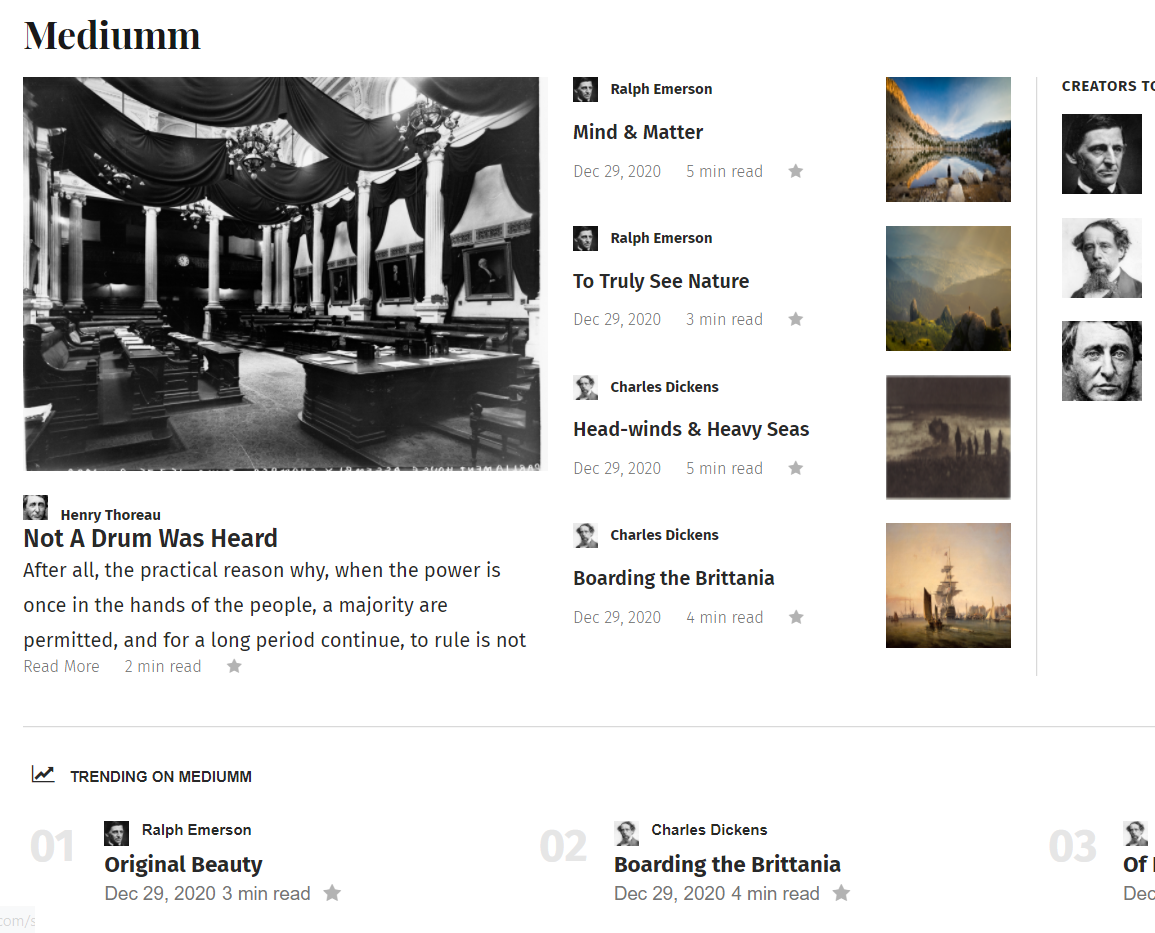 Mediumm
Henry Thoreau
Not A Drum Was Heard
After all, the practical reason why, when the power is
once in the hands of the people, a majority are
permitted, and for a long period continue, to rule is not
Read More 2 min read
Ralph Emerson
Mind & Matter
Dec 29, 2020 5 min read
Ralph Emerson
To Truly See Nature
Dec 29, 2020 3 min read
Charles Dickens
Head-winds & Heavy Seas
Dec 29, 2020 5 min read
Charles Dickens
Boarding the Brittania
Dec 29, 2020 4 min read
CREATORS TO
TRENDING ON MEDIUMM
01
Ralph Emerson
Original Beauty
Dec 29, 2020 3 min read
02
Charles Dickens
Boarding the Brittania
Dec 29, 2020 4 min read
03
Of
Dec
com/s